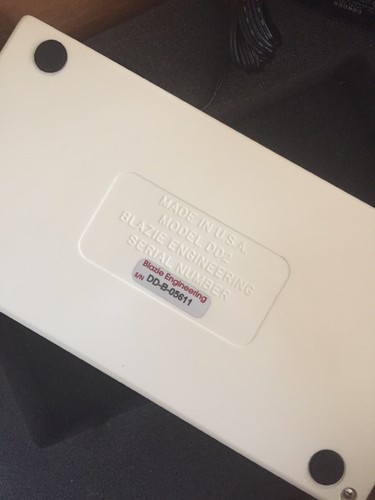 MADE IN U.S.A.
MODEL DD2
BLAZIE ENGINEERING
SERIAL NUMBER
Blazie Engineering
S/N DD-B-05611